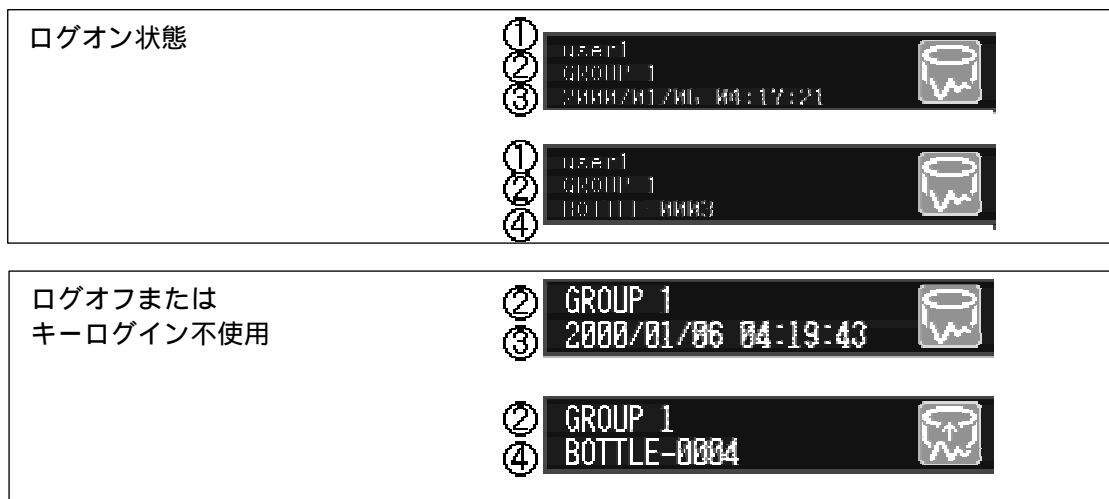 ログオン状態
① user1
② GROUP 1
③ 2000/01/06 04:17:21
① user1
② GROUP 1
④ BOTTLE-0003
ログオフまたは
キーログイン不使用
② GROUP 1
③ 2000/01/06 04:19:43
② GROUP 1
④ BOTTLE-0004